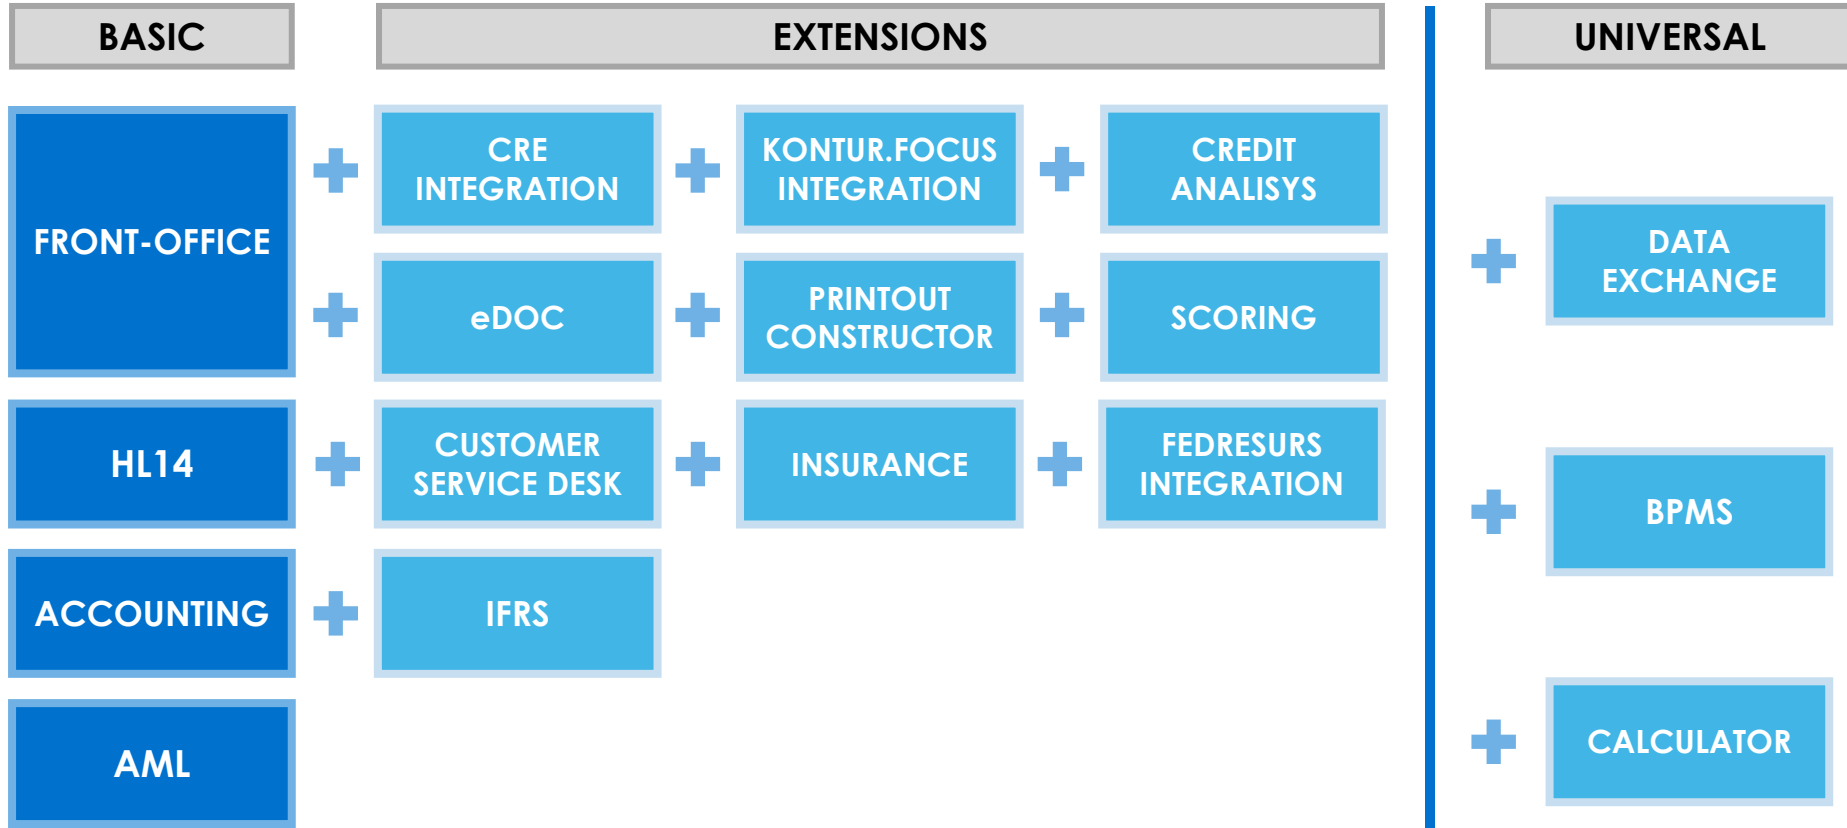 BASIC
EXTENSIONS
UNIVERSAL
FRONT-OFFICE
CRE
INTEGRATION
KONTUR.FOCUS
INTEGRATION
CREDIT
ANALISYS
eDOC
PRINTOUT
CONSTRUCTOR
SCORING
HL14
CUSTOMER
SERVICE DESK
INSURANCE
FEDRESURS
INTEGRATION
ACCOUNTING
IFRS
AML
DATA
EXCHANGE
BPMS
CALCULATOR